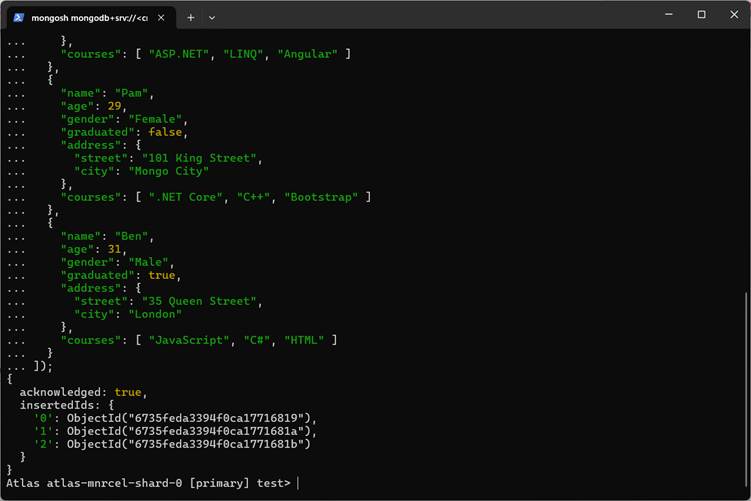 mongosh mongodb+srv://<cr
...     },
...     "courses": [ "ASP.NET", "LINQ", "Angular" ]
...   },
...   {
...     "name": "Pam",
...     "age": 29,
...     "gender": "Female",
...     "graduated": false,
...     "address": {
...       "street": "101 King Street",
...       "city": "Mongo City"
...     },
...     "courses": [ ".NET Core", "C++", "Bootstrap" ]
...   },
...   {
...     "name": "Ben",
...     "age": 31,
...     "gender": "Male",
...     "graduated": true,
...     "address": {
...       "street": "35 Queen Street",
...       "city": "London"
...     },
...     "courses": [ "JavaScript", "C#", "HTML" ]
...   }
... ]);
{
  acknowledged: true,
  insertedIds: {
    '0': ObjectId("6735feda3394f0ca17716819"),
    '1': ObjectId("6735feda3394f0ca1771681a"),
    '2': ObjectId("6735feda3394f0ca1771681b")
  }
}
Atlas atlas-mnrcel-shard-0 [primary] test>